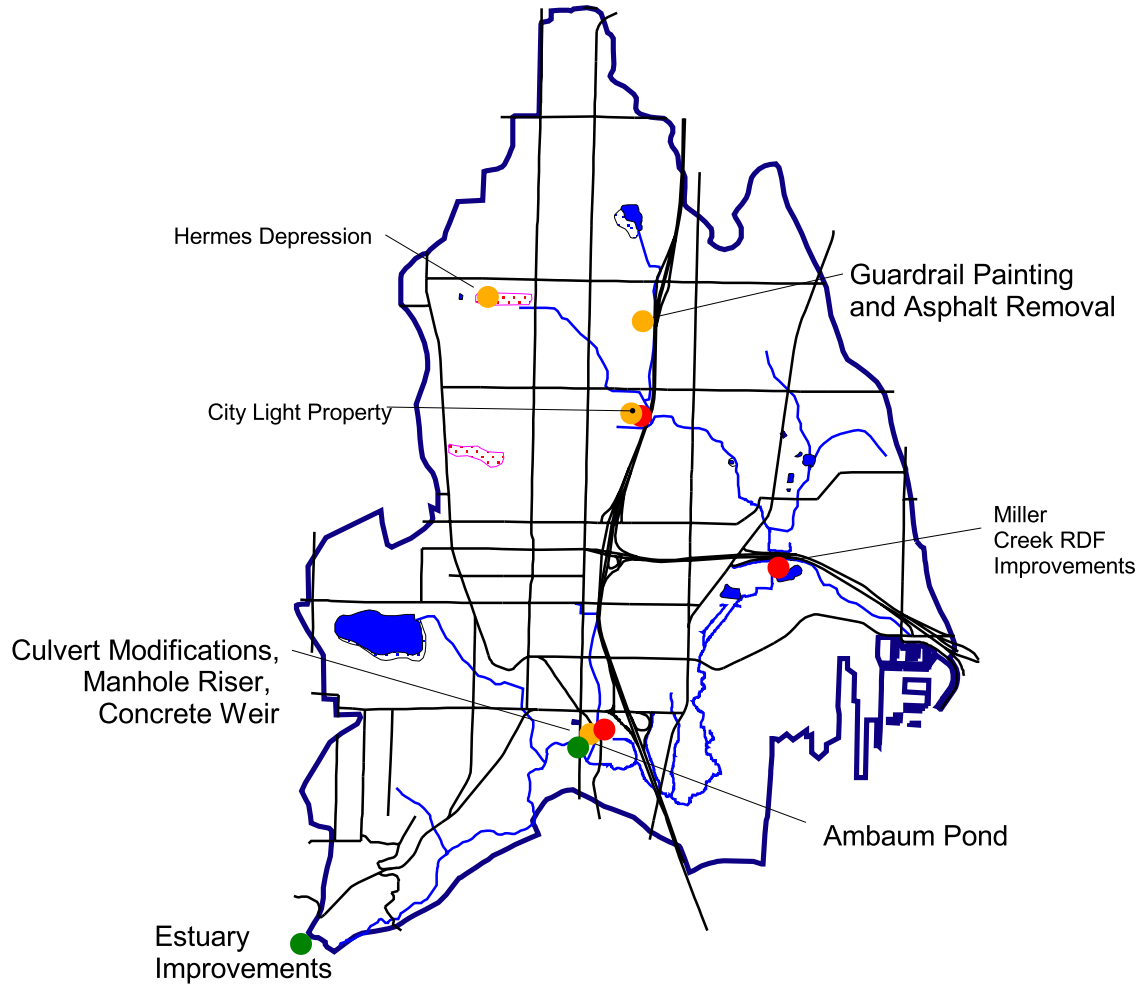 Hermes Depression
Guardrail Painting
and Asphalt Removal
City Light Property
Miller
Creek RDF
Improvements
Culvert Modifications,
Manhole Riser,
Concrete Weir
Ambaum Pond
Estuary
Improvements